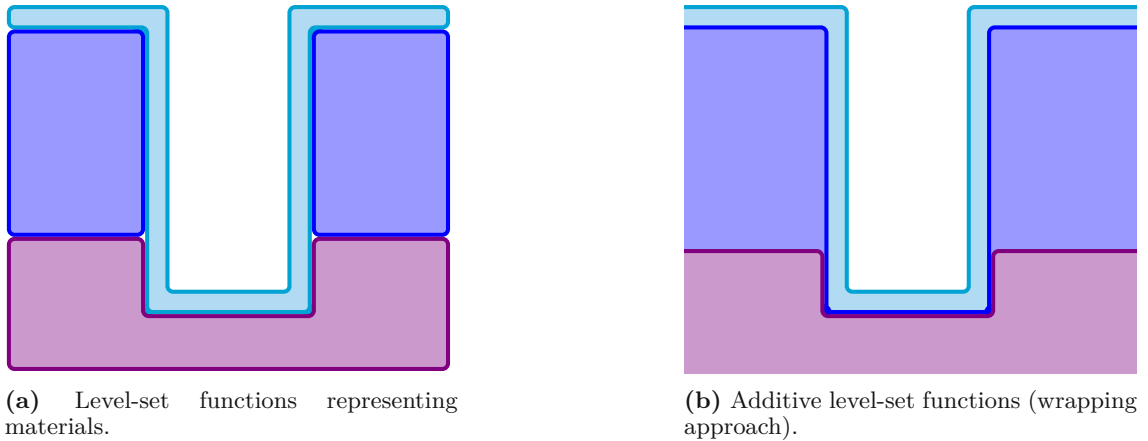 (a) Level-set functions representing
materials.
(b) Additive level-set functions (wrapping
approach).